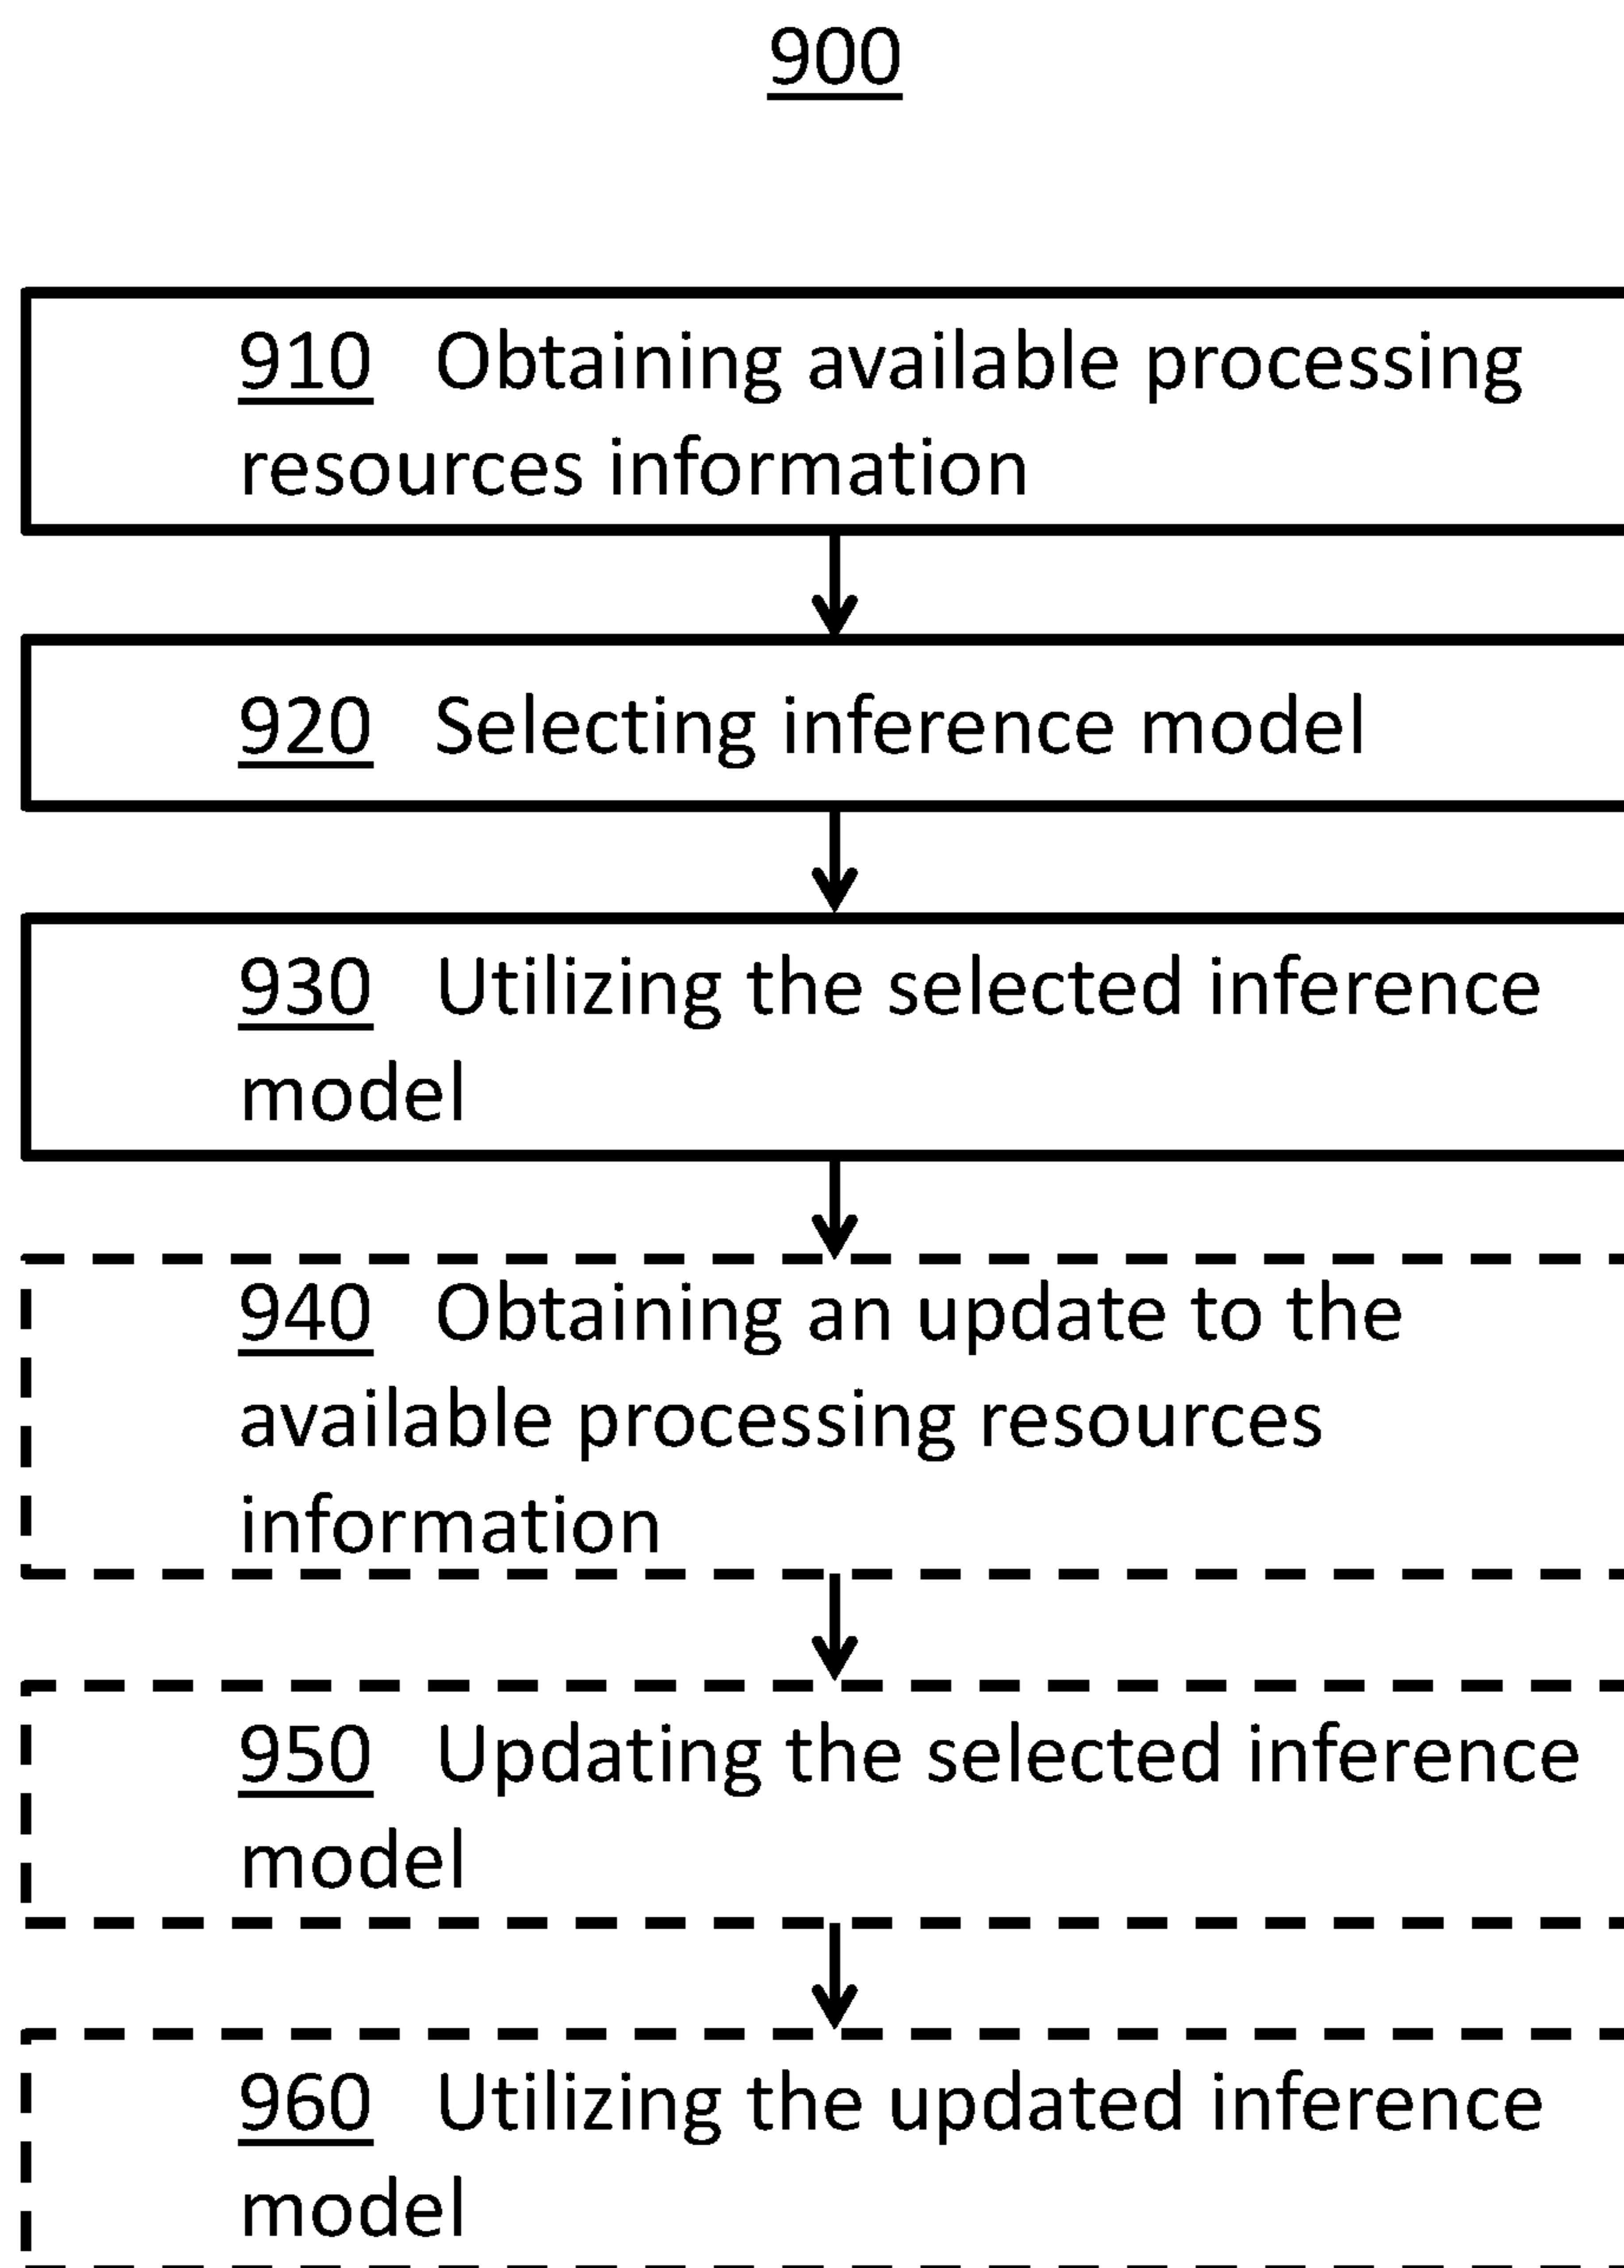 900
910 Obtaining available processing
resources information
920 Selecting inference model
930 Utilizing the selected inference
model
940 Obtaining an update to the
available processing resources
information
950 Updating the selected inference
model
960 Utilizing the updated inference
model